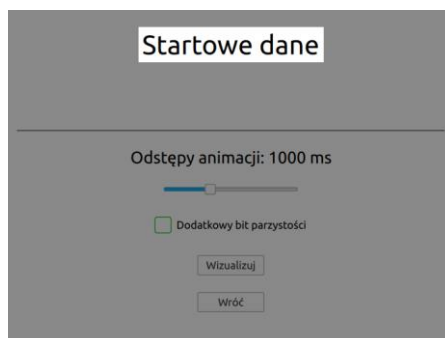 Startowe dane
Odstępy animacji: 1000 ms
Dodatkowy bit parzystości
Wizualizuj
Wróć